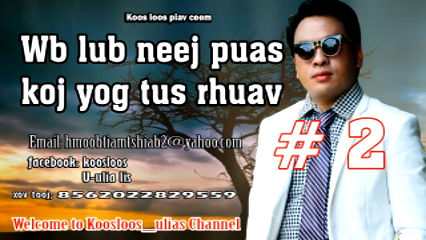 Koos loos piav ceem
Wb lub neej puas
koj yog tus rhuav
# 2
Email:hmoobtiamtshiab2@yahoo.com
facebook: koosloos
U-ulia lis
xov tooj: 8562022829559
Welcome to Koosloos__ulias Channel